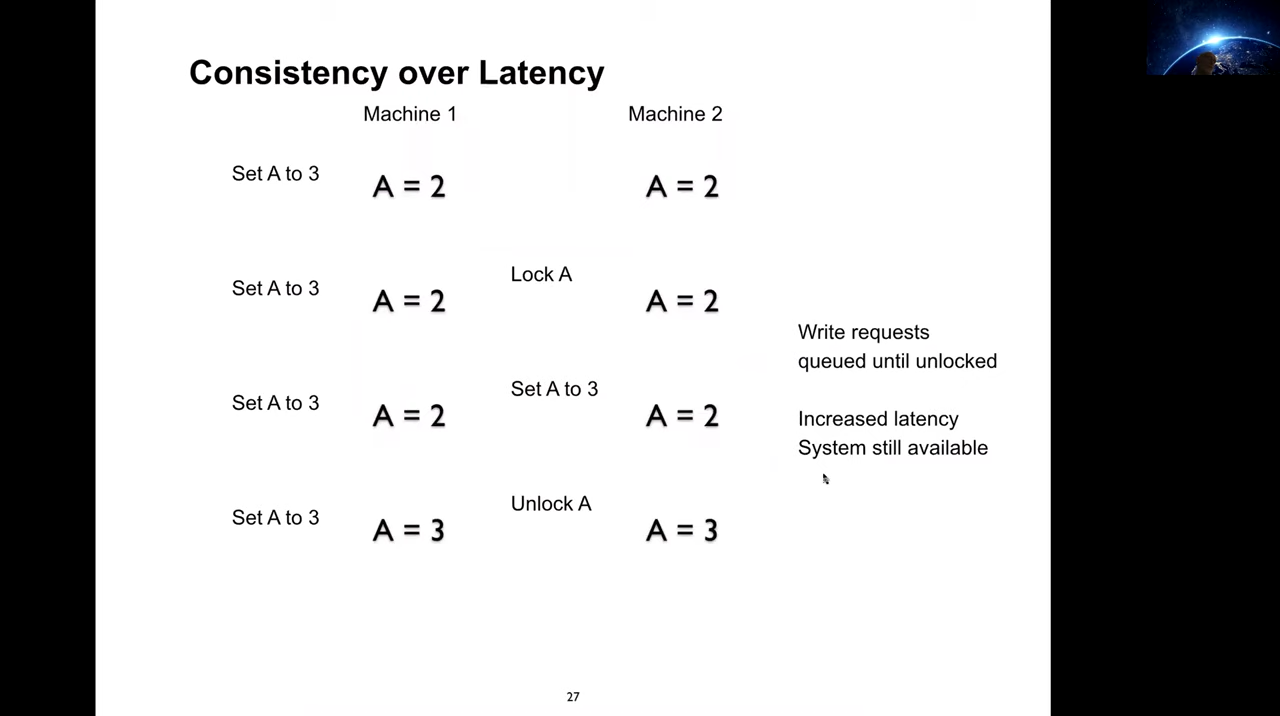 Consistency over Latency
Machine 1
Machine 2
Set A to 3
A = 2
A = 2
Set A to 3
A = 2
Lock A
A = 2
Write requests
queued until unlocked
Set A to 3
A = 2
Set A to 3
A = 2
Increased latency
System still available
Set A to 3
A = 3
Unlock A
A = 3
27